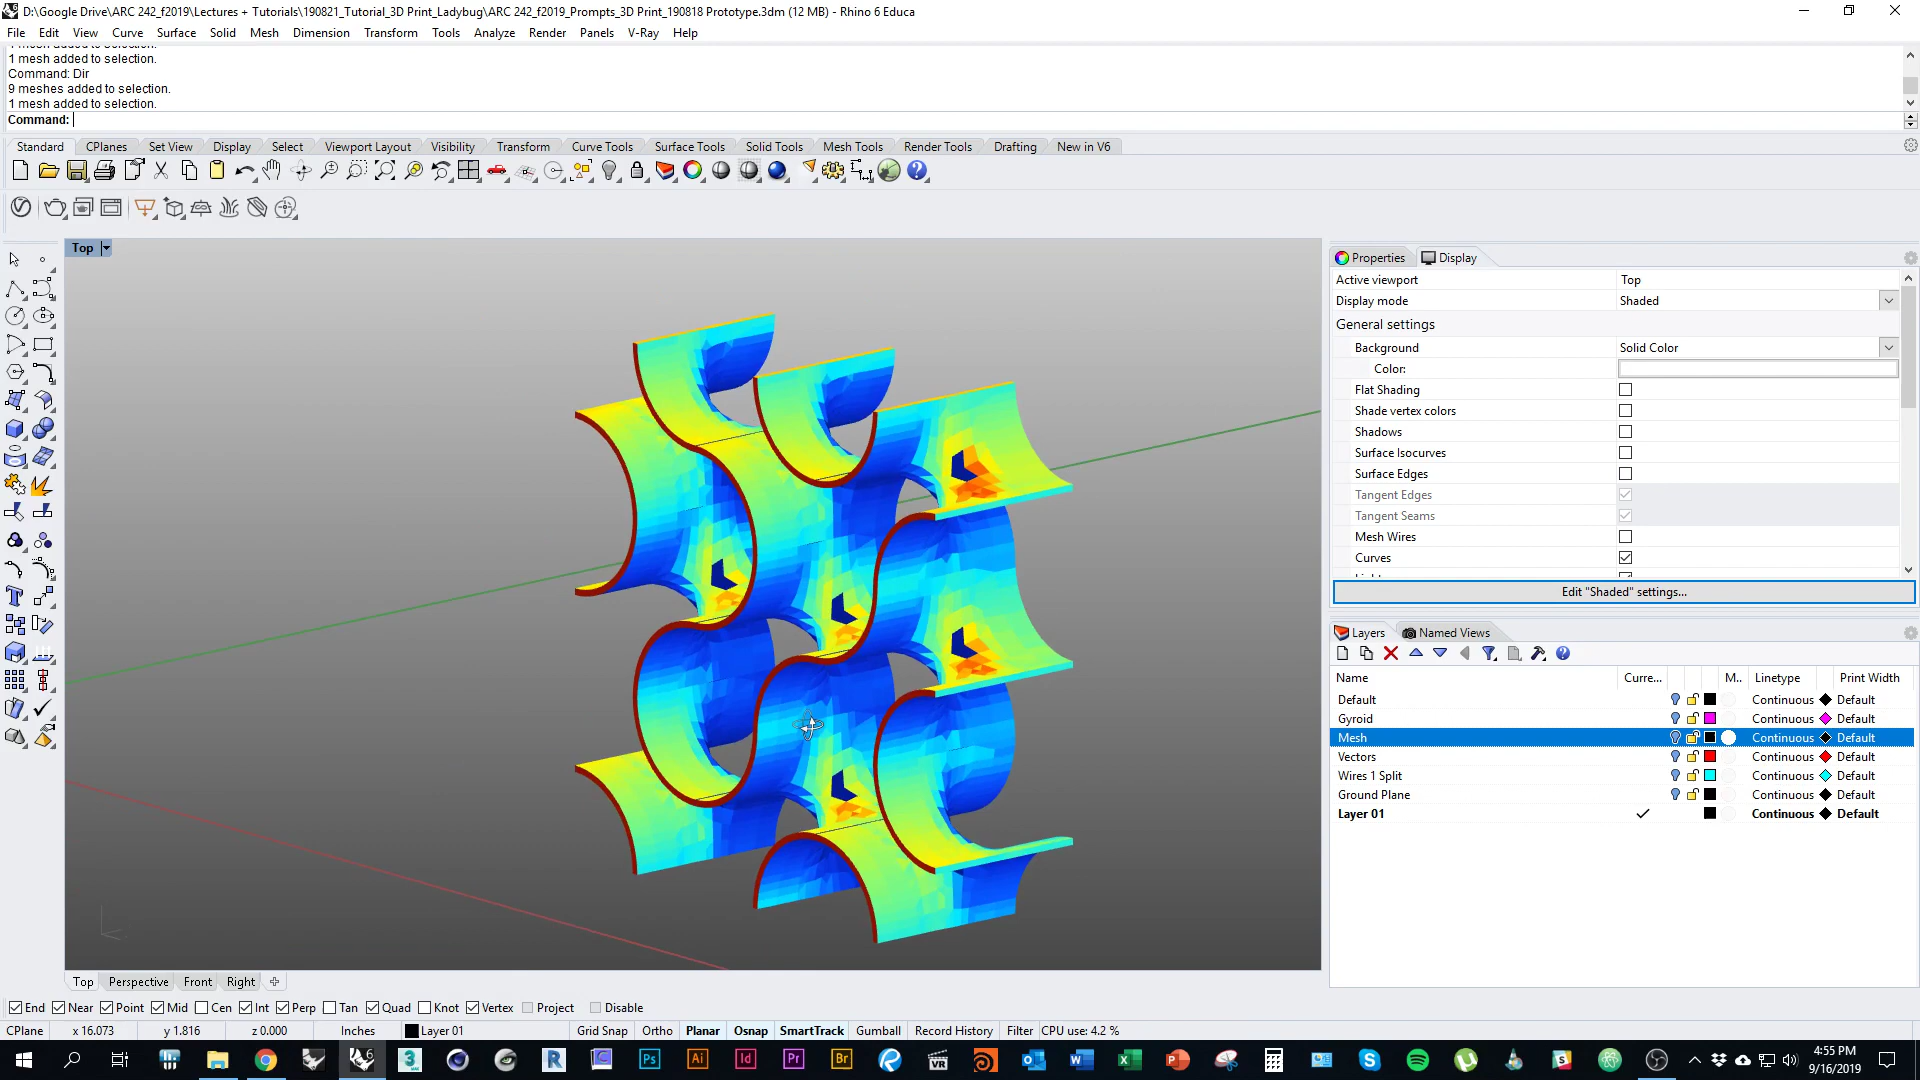 D:\Google Drive\ARC 242_f2019\Lectures + Tutorials\190821_Tutorial_3D Print_Ladybug\ARC 242_f2019_Prompts_3D Print_190818 Prototype.3dm (12 MB) - Rhino 6 Educa
File Edit View Curve Surface Solid Mesh Dimension Transform Tools Analyze Render Panels V-Ray Help
1 mesh added to selection.
Command: Dir
9 meshes added to selection.
1 mesh added to selection.
Command:
Standard CPlanes Set View Display Select Viewport Layout Visibility Transform Curve Tools Surface Tools Solid Tools Mesh Tools Render Tools Drafting New in V6
Top
Properties Display
Active viewport Top
Display mode Shaded
General settings
Background Solid Color
Color:
Flat Shading
Shade vertex colors
Shadows
Surface Isocurves
Surface Edges
Tangent Edges
Tangent Seams
Mesh Wires
Curves
Edit "Shaded" settings...
Layers Named Views
Name Curre... M.. Linetype Print Width
Default Continuous Default
Gyroid Continuous Default
Mesh Continuous Default
Vectors Continuous Default
Wires 1 Split Continuous Default
Ground Plane Continuous Default
Layer 01 Continuous Default
Top Perspective Front Right
End Near Point Mid Cen Int Perp Tan Quad Knot Vertex Project Disable
CPlane x 16.073 y 1.816 z 0.000 Inches Layer 01 Grid Snap Ortho Planar Osnap SmartTrack Gumball Record History Filter CPU use: 4.2 %
4:55 PM
9/16/2019